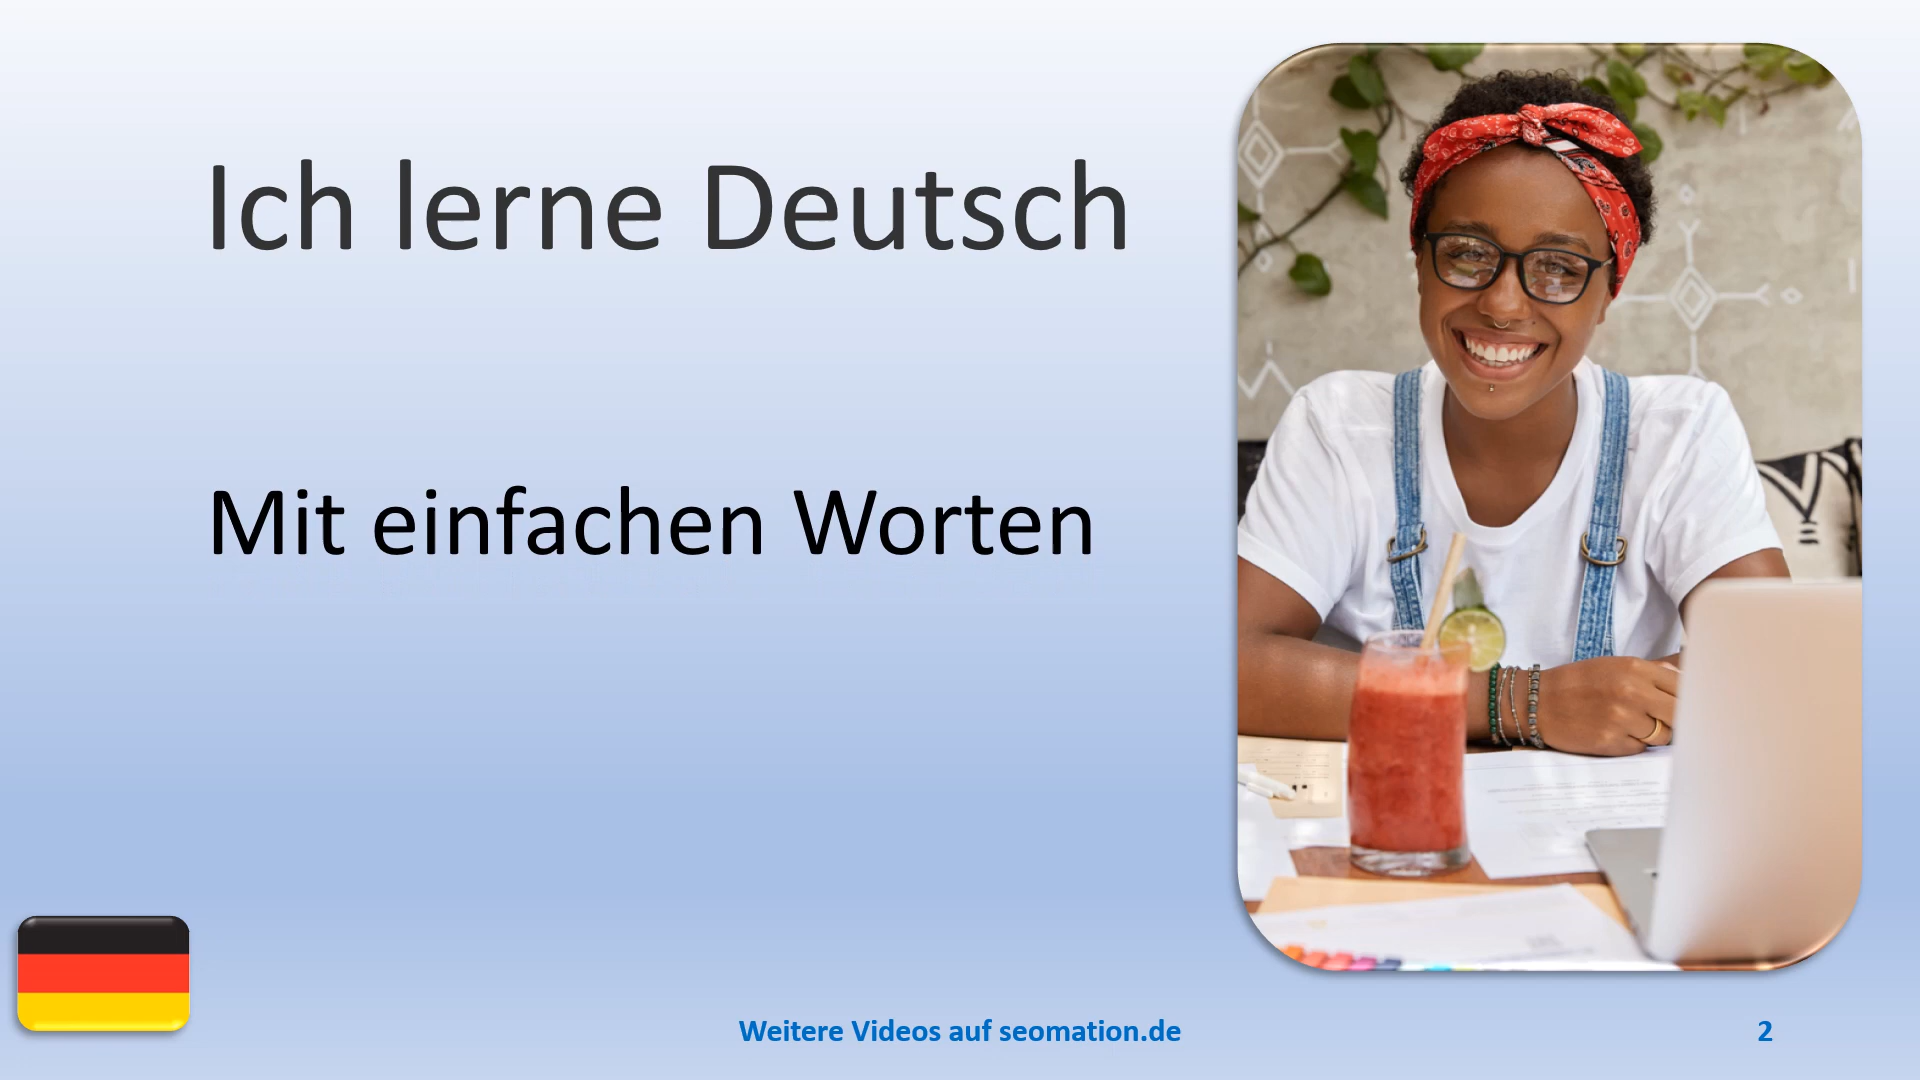 Ich lerne Deutsch
Mit einfachen Worten
Weitere Videos auf seomation.de
2